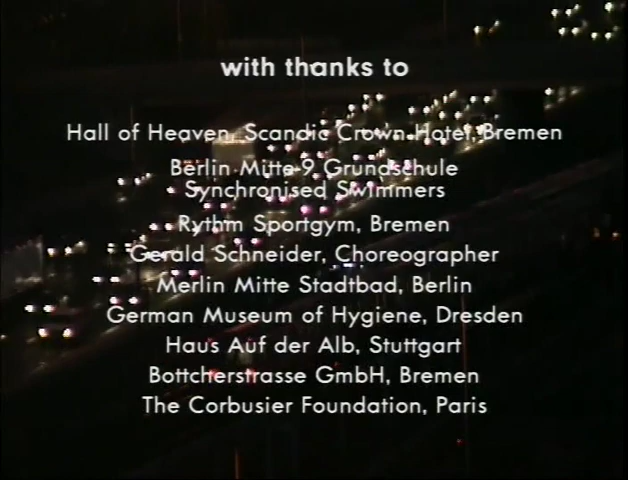 with thanks to
Hall of Heaven, Scandic Crown Hotel, Bremen
Berlin Mitte 9 Grundschule
Synchronised Swimmers
Rythm Sportgym, Bremen
Gerald Schneider, Choreographer
Merlin Mitte Stadtbad, Berlin
German Museum of Hygiene, Dresden
Haus Auf der Alb, Stuttgart
Bottcherstrasse GmbH, Bremen
The Corbusier Foundation, Paris